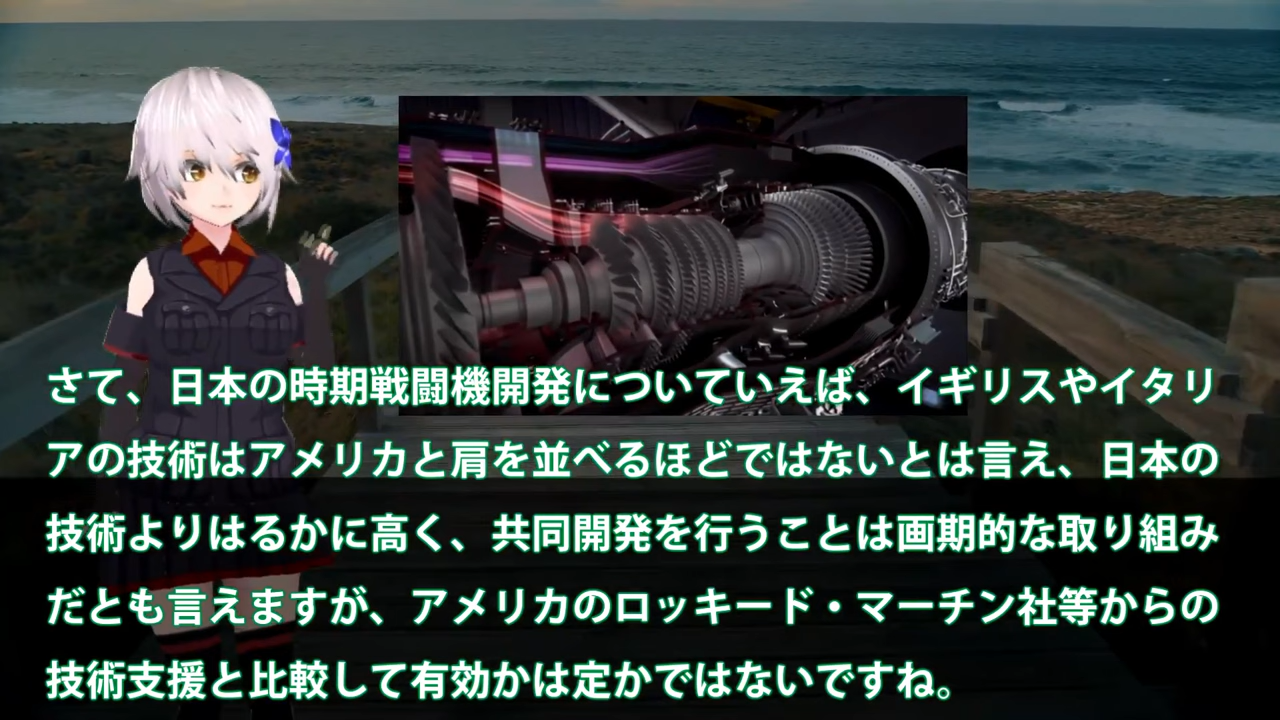 さて、日本の時期戦闘機開発についていえば、イギリスやイタリ
アの技術はアメリカと肩を並べるほどではないとは言え、日本の
技術よりはるかに高く、共同開発を行うことは画期的な取り組み
だとも言えますが、アメリカのロッキード・マーチン社等からの
技術支援と比較して有効かは定かではないですね。